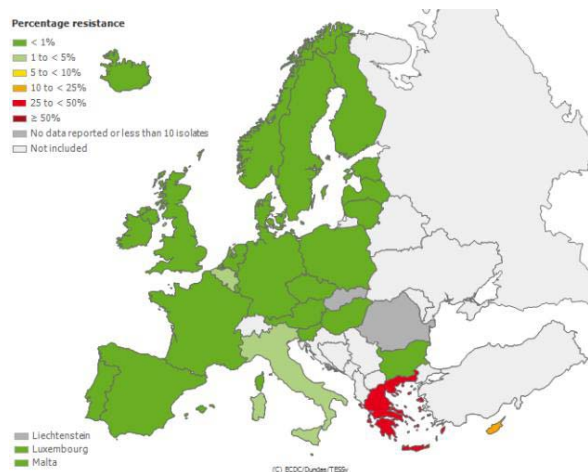 Percentage resistance
< 1%
1 to < 5%
5 to < 10%
10 to < 25%
25 to < 50%
≥ 50%
No data reported or less than 10 isolates
Not included
Liechtenstein
Luxembourg
Malta
(C) ECDC/Dundas/TESSy